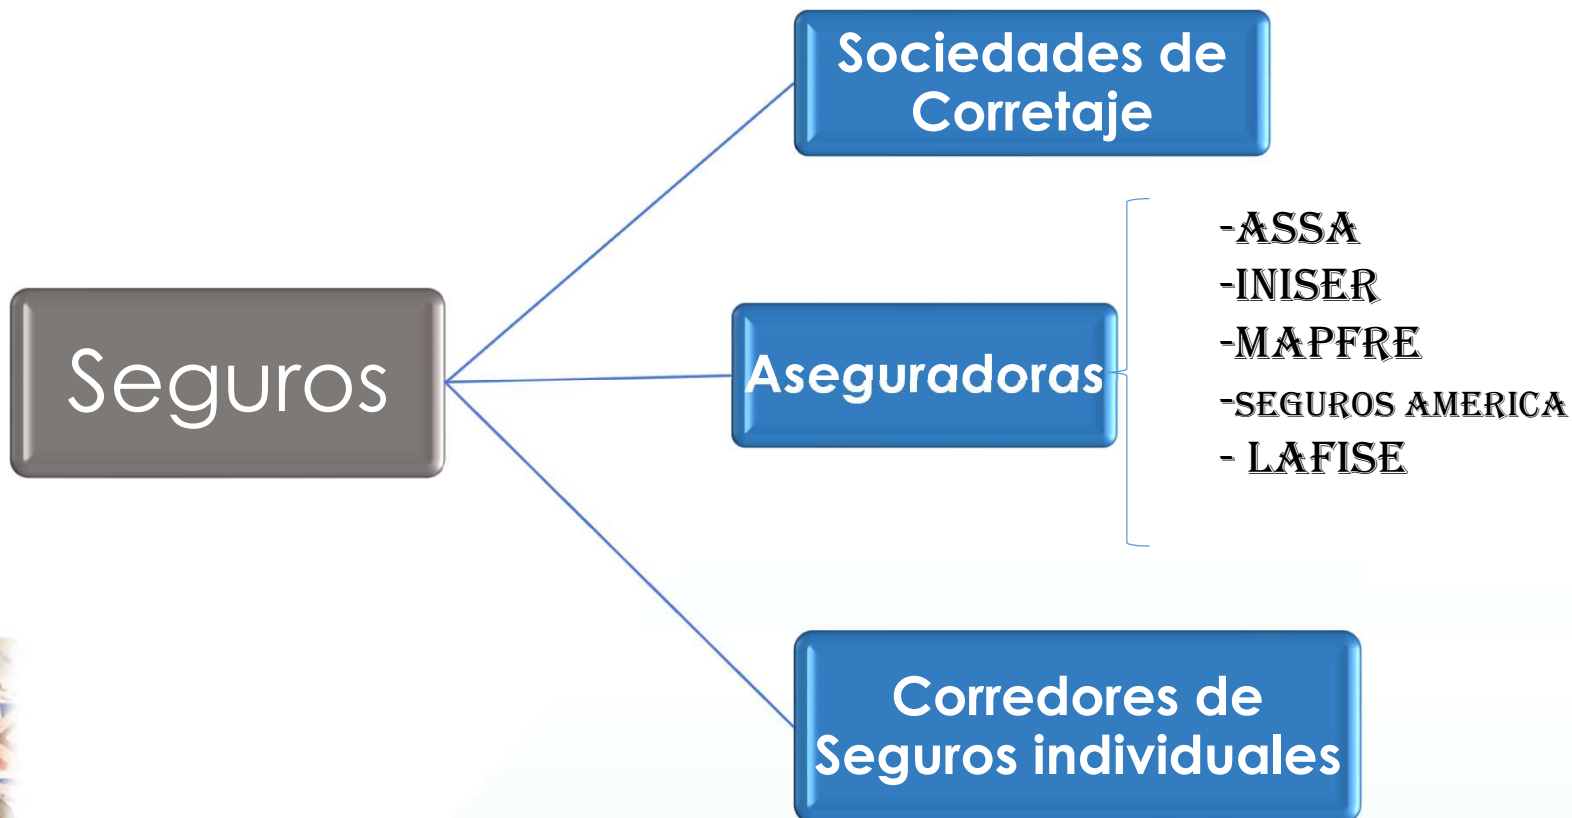 Sociedades de
Corretaje
Seguros
Aseguradoras
-ASSA
-INISER
-MAPFRE
-SEGUROS AMERICA
- LAFISE
Corredores de
Seguros individuales